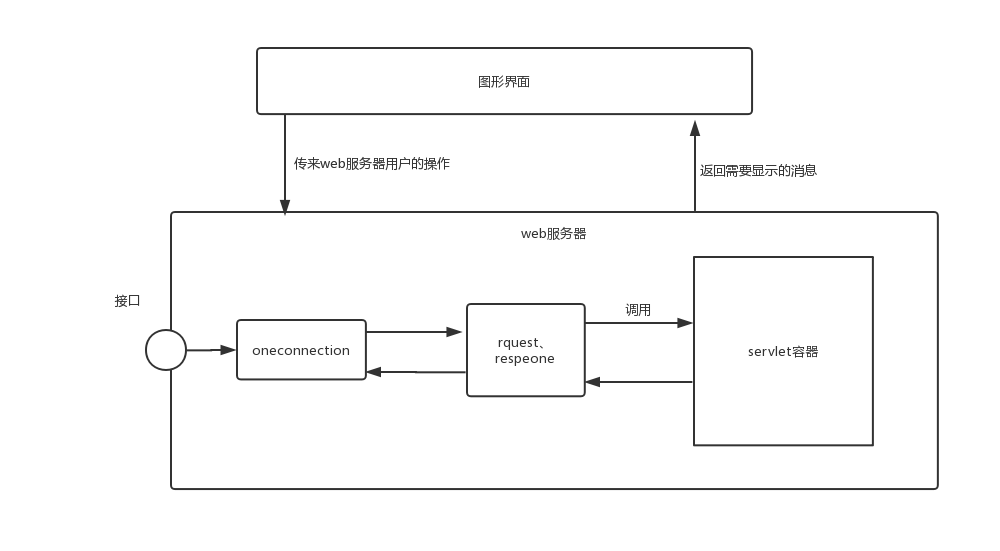 图形界面
传来web服务器用户的操作
返回需要显示的消息
web服务器
接口
调用
oneconnection
rquest、
respeone
servlet容器